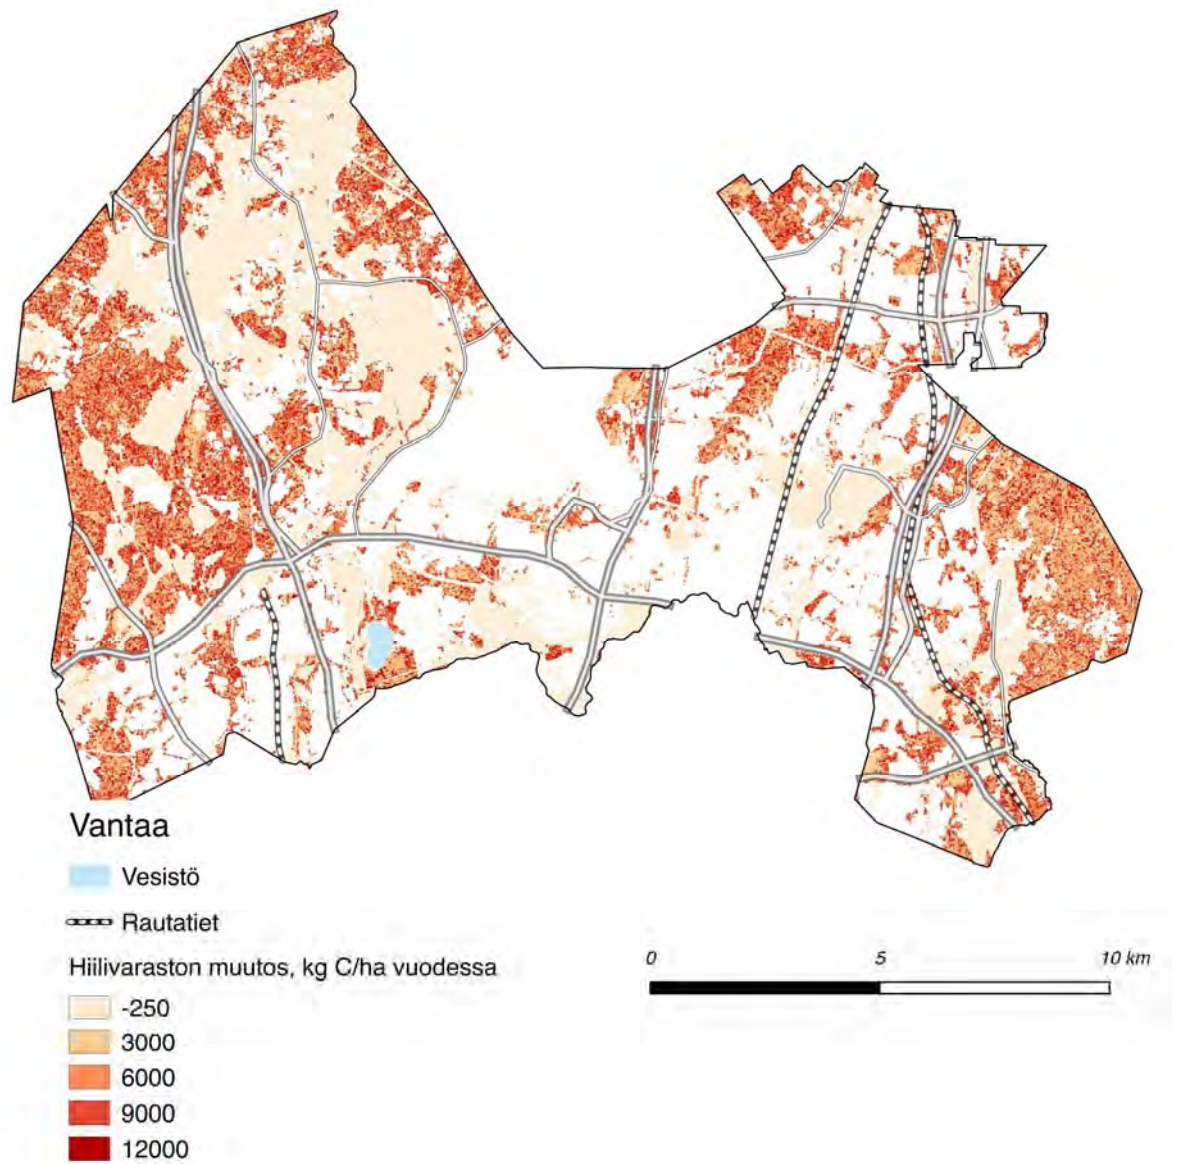 Vantaa
Vesistö
Rautatiet
Hiilivaraston muutos, kg C/ha vuodessa
-250
3000
6000
9000
12000
0 5 10 km